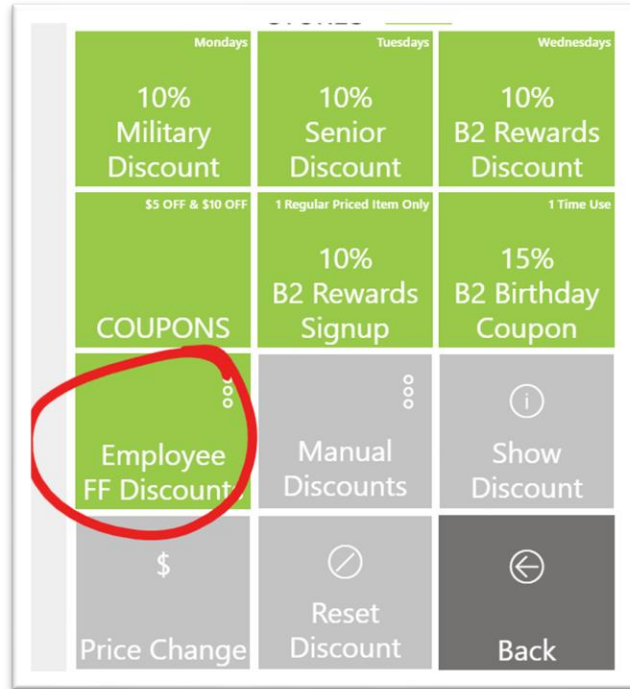 Mondays
10%
Military
Discount
Tuesdays
10%
Senior
Discount
Wednesdays
10%
B2 Rewards
Discount
$5 OFF & $10 OFF
COUPONS
1 Regular Priced Item Only
10%
B2 Rewards
Signup
1 Time Use
15%
B2 Birthday
Coupon
Employee
FF Discounts
Manual
Discounts
Show
Discount
$
Price Change
Reset
Discount
Back